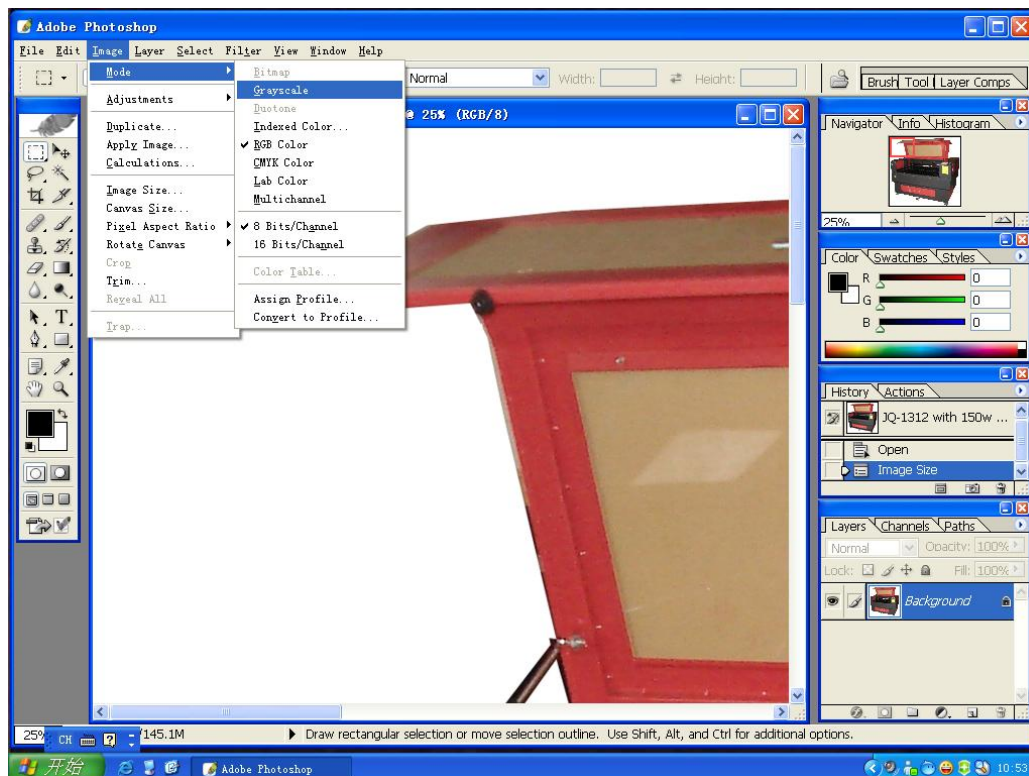 Adobe Photoshop
File Edit Image Layer Select Filter View Window Help
Normal Width: Height: Brush Tool Layer Comps
Mode
Adjustments
Duplicate...
Apply Image...
Calculations...
Image Size...
Canvas Size...
Pixel Aspect Ratio
Rotate Canvas
Crop
Trim...
Reveal All
Trap...
Bitmap
Grayscale
Duotone
Indexed Color...
RGB Color
CMYK Color
Lab Color
Multichannel
8 Bits/Channel
16 Bits/Channel
Color Table...
Assign Profile...
Convert to Profile...
@ 25% (RGB/8)
Navigator Info Histogram
25%
Color Swatches Styles
R 0
G 0
B 0
History Actions
JQ-1312 with 150w ...
Open
Image Size
Layers Channels Paths
Normal Opacity: 100%
Lock: Fill: 100%
Background
25% CH /145.1M Draw rectangular selection or move selection outline. Use Shift, Alt, and Ctrl for additional options.
开始 Adobe Photoshop 10:53